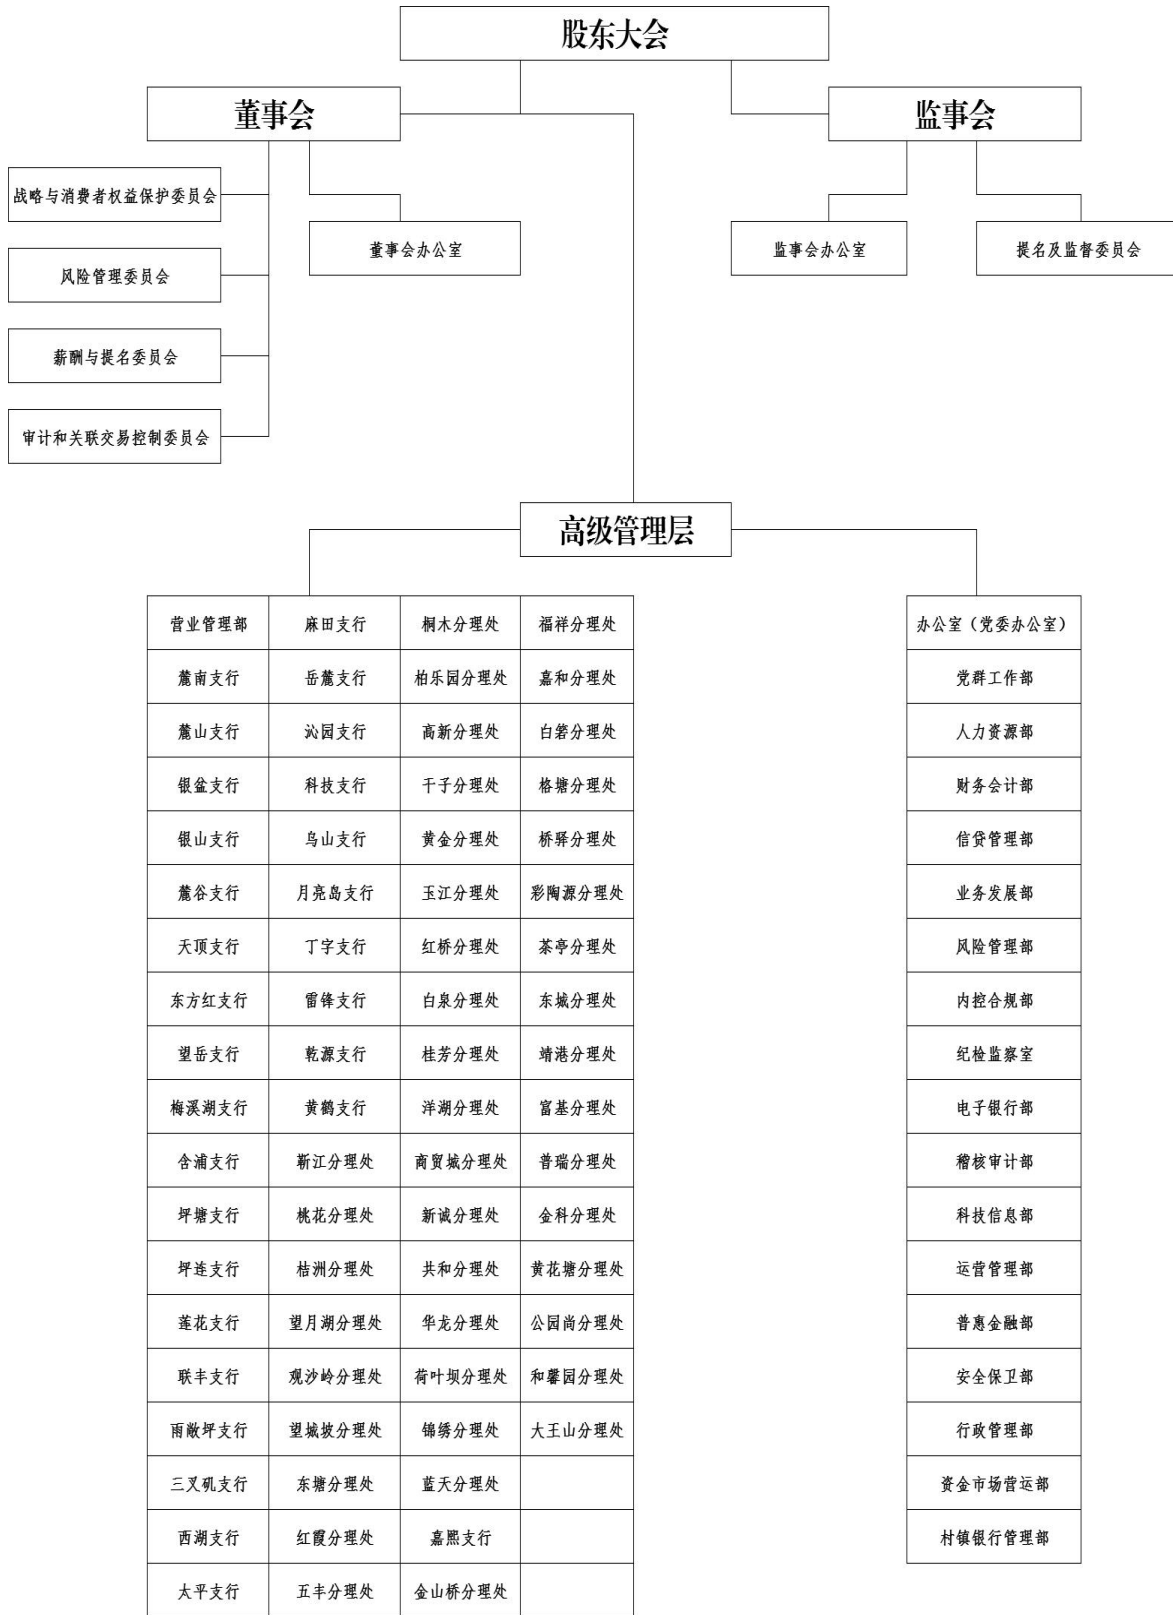 股东大会
董事会
监事会
战略与消费者权益保护委员会
董事会办公室
监事会办公室
提名及监督委员会
风险管理委员会
薪酬与提名委员会
审计和关联交易控制委员会
高级管理层
营业管理部 麓田支行 桐木分理处 福祥分理处 办公室（党委办公室）
麓南支行 岳麓支行 柏乐园分理处 嘉和分理处 党群工作部
麓山支行 沁园支行 高新分理处 白箬分理处 人力资源部
银盆支行 科技支行 干子分理处 格塘分理处 财务会计部
银山支行 乌山支行 黄金分理处 桥驿分理处 信贷管理部
麓谷支行 月亮岛支行 玉江分理处 彩陶源分理处 业务发展部
天顶支行 丁字支行 红桥分理处 茶亭分理处 风险管理部
东方红支行 雷锋支行 白泉分理处 东城分理处 内控合规部
望岳支行 乾源支行 桂芳分理处 靖港分理处 纪检监察室
梅溪湖支行 黄鹤支行 洋湖分理处 富基分理处 电子银行部
含浦支行 靳江分理处 商贸城分理处 普瑞分理处 稽核审计部
坪塘支行 桃花分理处 新诚分理处 金科分理处 科技信息部
坪连支行 桔洲分理处 共和分理处 黄花塘分理处 运营管理部
莲花支行 望月湖分理处 华龙分理处 公园尚分理处 普惠金融部
联丰支行 观沙岭分理处 荷叶坝分理处 和馨园分理处 安全保卫部
雨敞坪支行 望城坡分理处 锦绣分理处 大王山分理处 行政管理部
三叉矶支行 东塘分理处 蓝天分理处 资金市场营运部
西湖支行 红霞分理处 嘉熙支行 村镇银行管理部
太平支行 五丰分理处 金山桥分理处